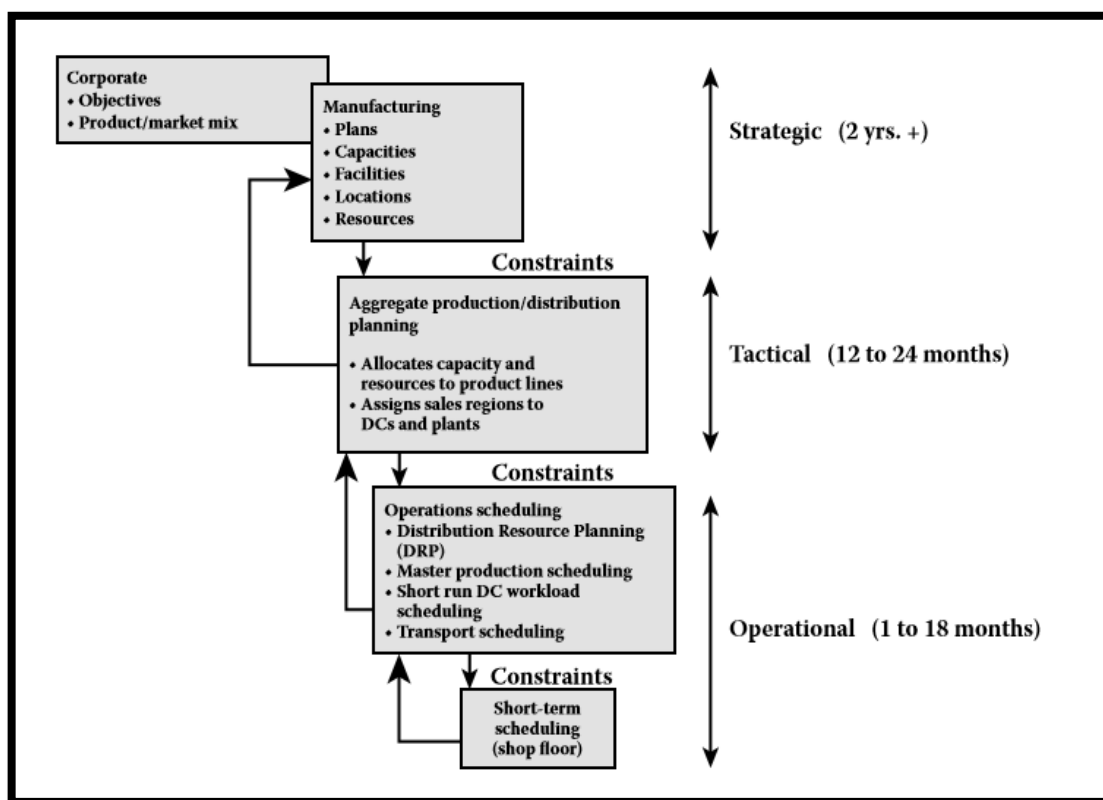 Corporate
• Objectives
• Product/market mix
Manufacturing
• Plans
• Capacities
• Facilities
• Locations
• Resources
Strategic (2 yrs. +)
Constraints
Aggregate production/distribution
planning
• Allocates capacity and
resources to product lines
• Assigns sales regions to
DCs and plants
Tactical (12 to 24 months)
Constraints
Operations scheduling
• Distribution Resource Planning
(DRP)
• Master production scheduling
• Short run DC workload
scheduling
• Transport scheduling
Operational (1 to 18 months)
Constraints
Short-term
scheduling
(shop floor)